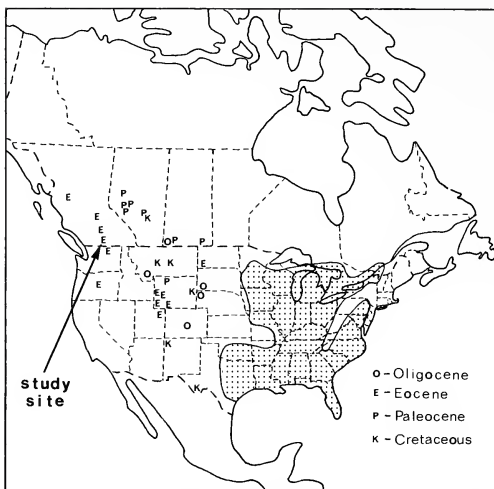 P
E
P P
P
P K
E
E
E O P P
E
K K E
O
P
E O
E E K O
E E
E
O
K
K
study
site
O - Oligocene
E - Eocene
P - Paleocene
K - Cretaceous